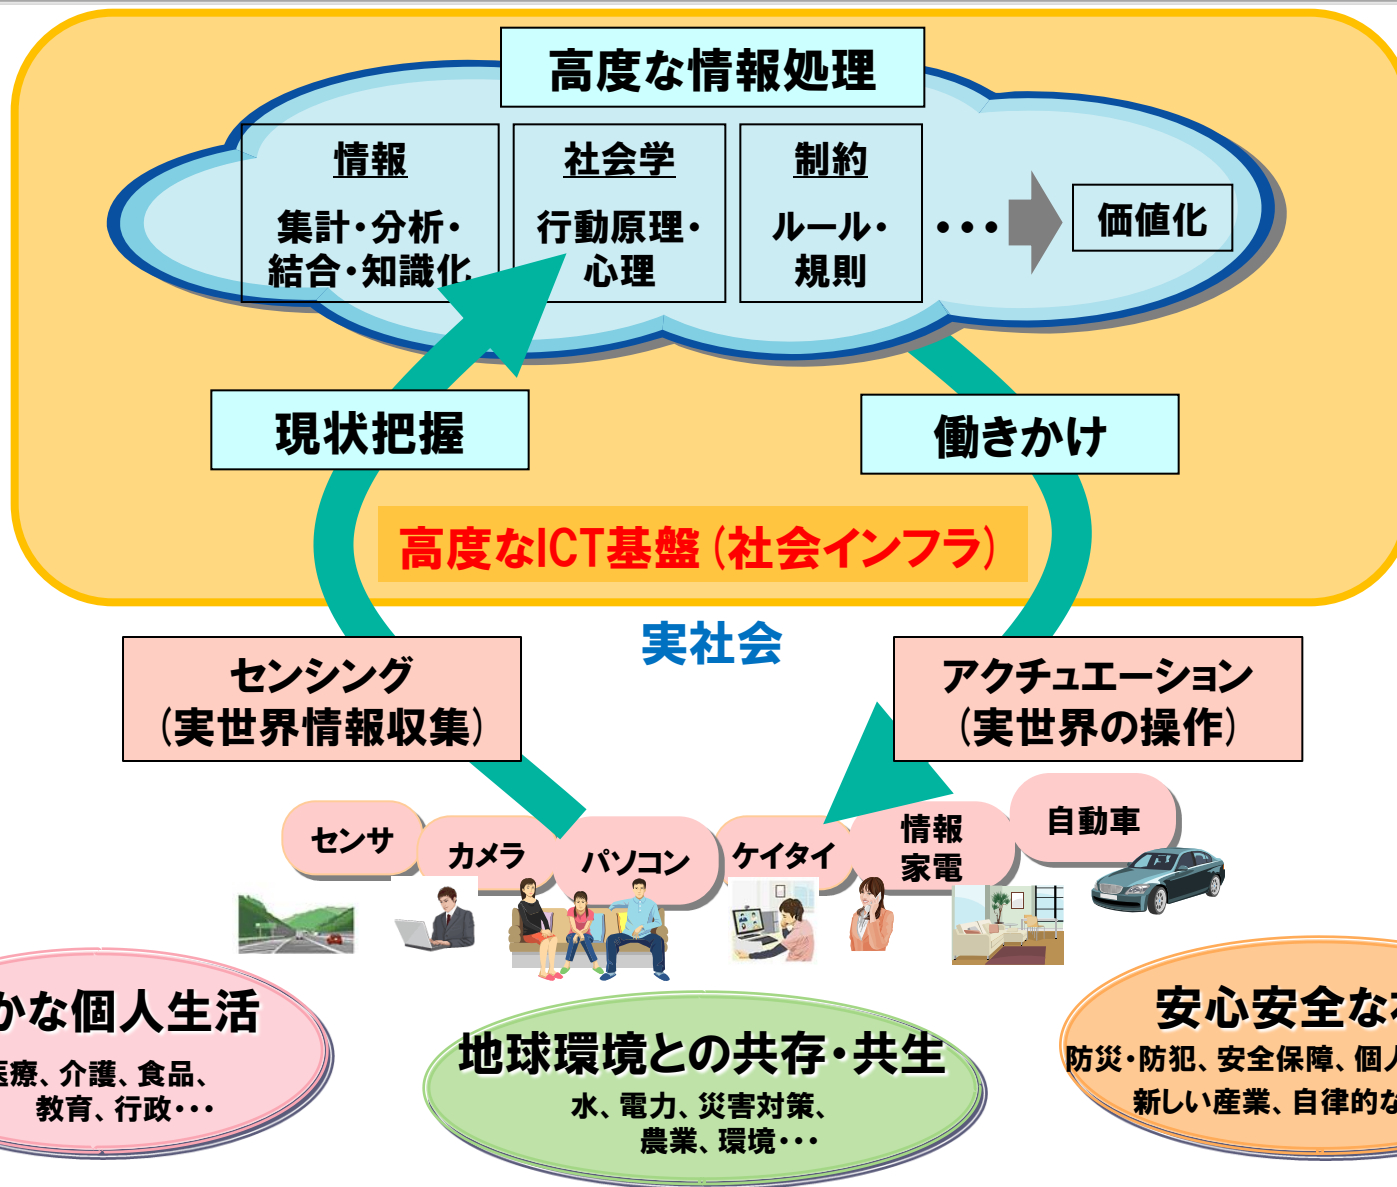 高度な情報処理
情報
集計・分析・
結合・知識化
社会学
行動原理・
心理
制約
ルール・
規則
・・・
価値化
現状把握
働きかけ
高度なICT基盤(社会インフラ)
実社会
センシング
(実世界情報収集)
アクチュエーション
(実世界の操作)
センサ
カメラ
パソコン
ケイタイ
情報
家電
自動車
かな個人生活
医療、介護、食品、
教育、行政・・・
地球環境との共存・共生
水、電力、災害対策、
農業、環境・・・
安心安全な
防災・防犯、安全保障、個人
新しい産業、自律的な